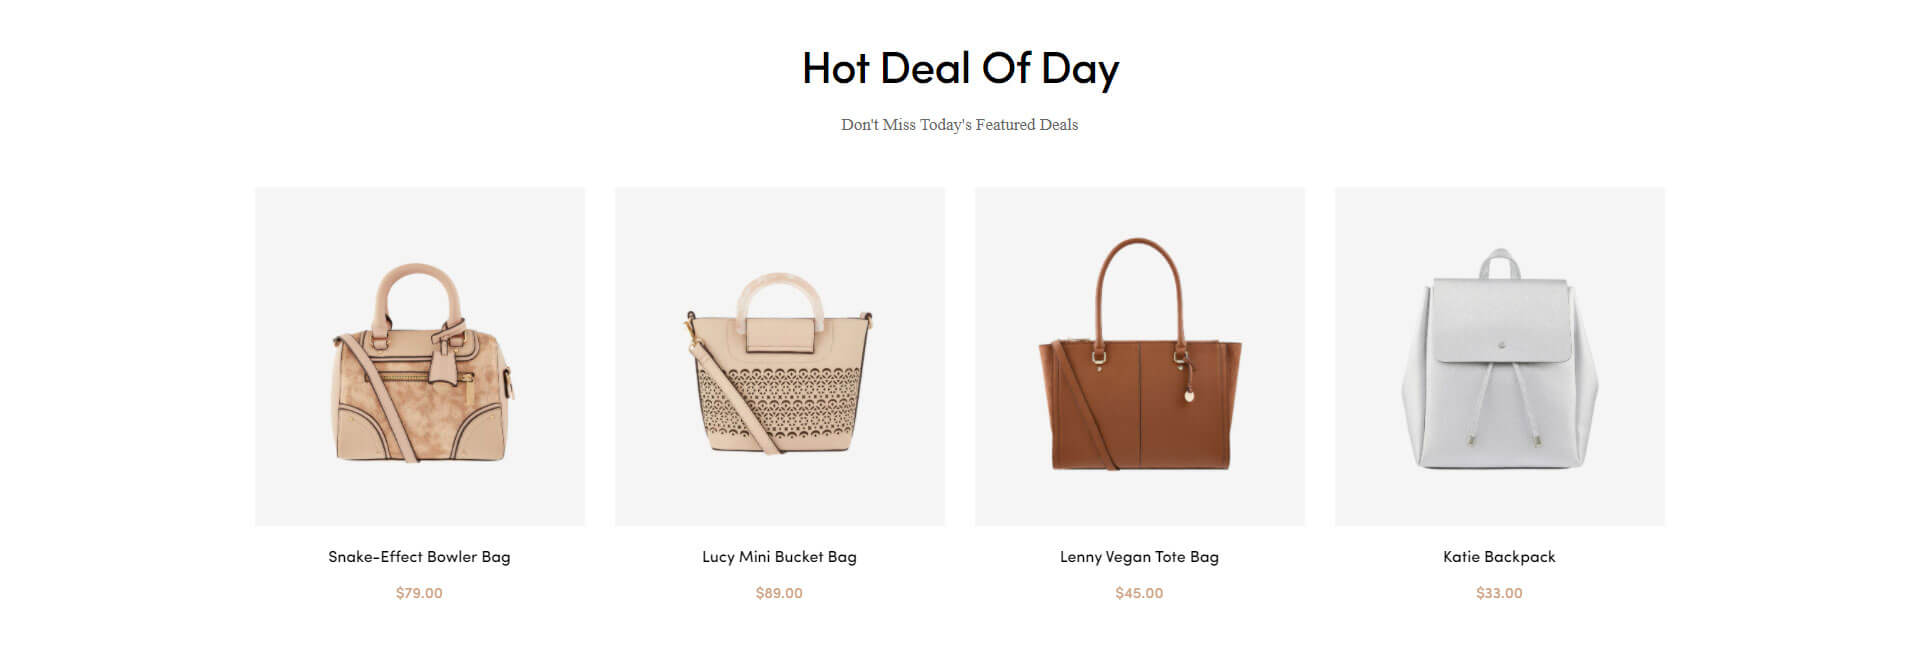 Hot Deal Of Day
Don't Miss Today's Featured Deals
Snake-Effect Bowler Bag
Lucy Mini Bucket Bag
Lenny Vegan Tote Bag
Katie Backpack
$79.00
$89.00
$45.00
$33.00